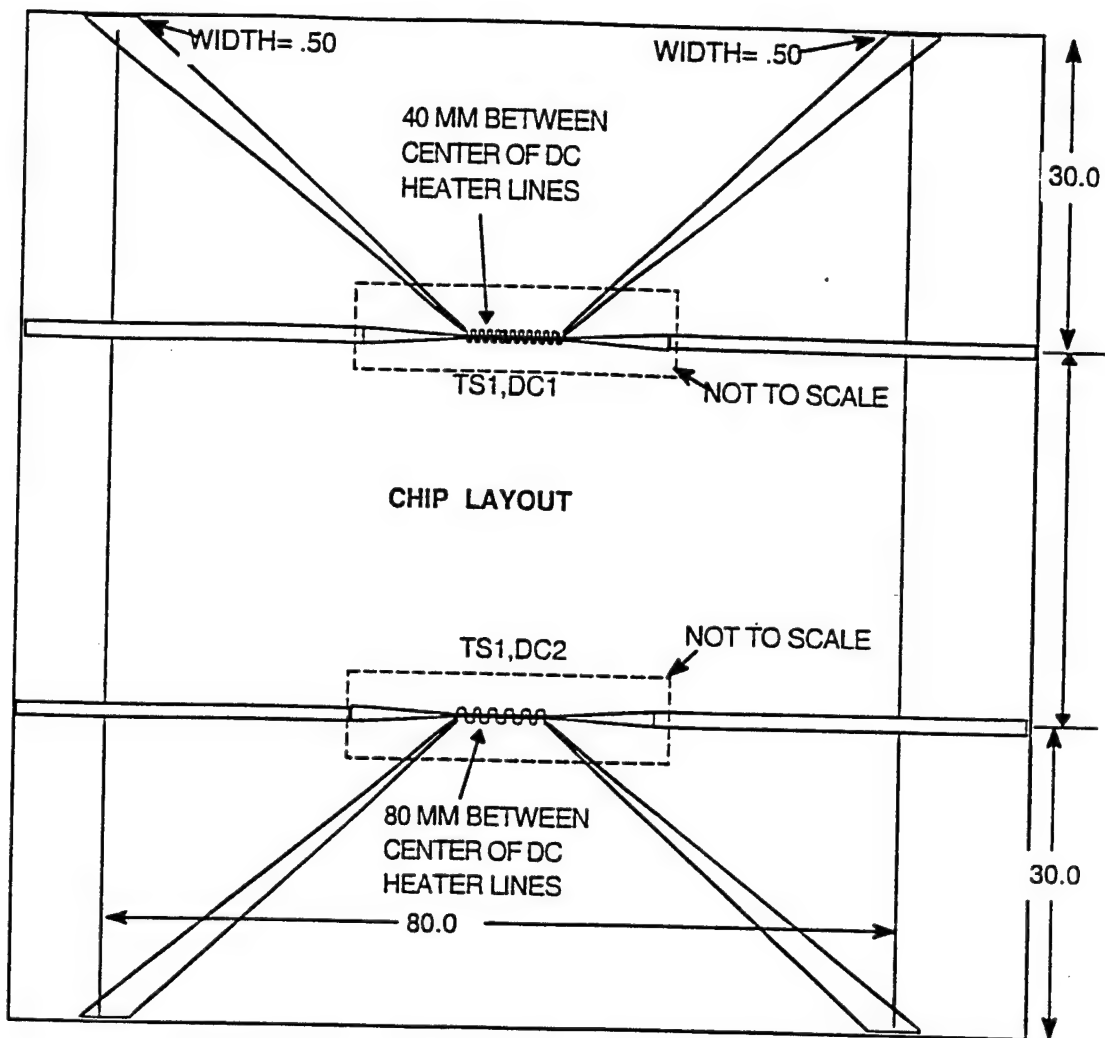 WIDTH= .50
WIDTH= .50
40 MM BETWEEN
CENTER OF DC
HEATER LINES
30.0
TS1,DC1
NOT TO SCALE
CHIP LAYOUT
TS1,DC2
NOT TO SCALE
80 MM BETWEEN
CENTER OF DC
HEATER LINES
30.0
80.0